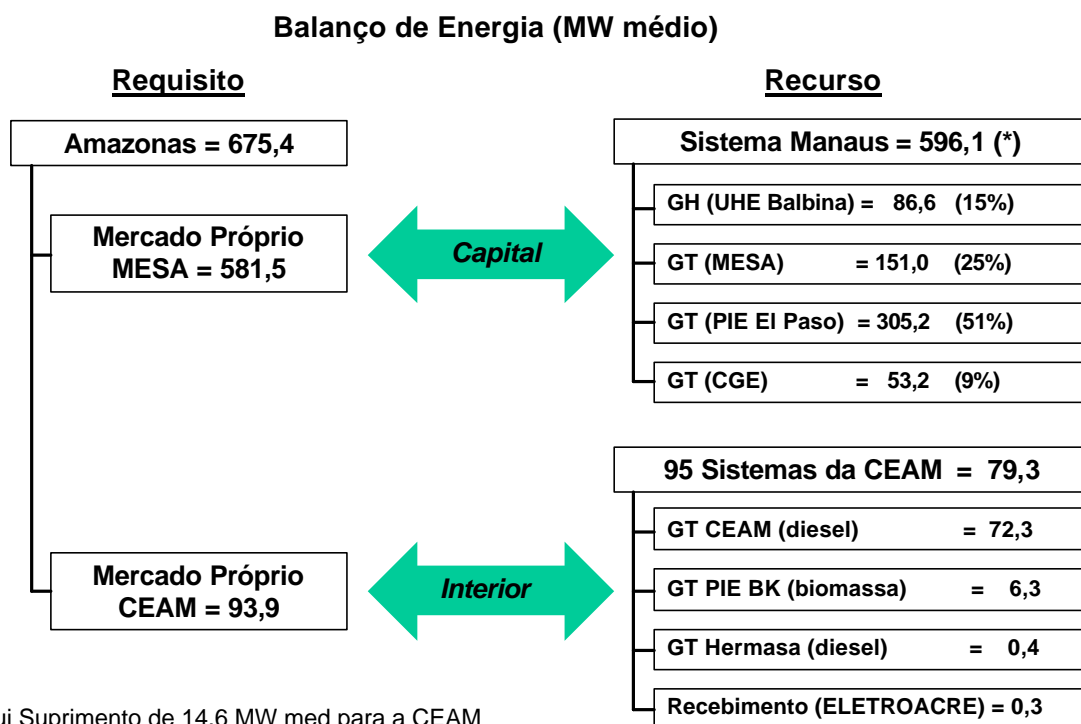 Balanço de Energia (MW médio)
Requisito
Amazonas = 675,4
Mercado Próprio
MESA = 581,5
Capital
Mercado Próprio
CEAM = 93,9
Interior
Recurso
Sistema Manaus = 596,1 (*)
GH (UHE Balbina) = 86,6 (15%)
GT (MESA) = 151,0 (25%)
GT (PIE El Paso) = 305,2 (51%)
GT (CGE) = 53,2 (9%)
95 Sistemas da CEAM = 79,3
GT CEAM (diesel) = 72,3
GT PIE BK (biomassa) = 6,3
GT Hermasa (diesel) = 0,4
Recebimento (ELETROACRE) = 0,3
Suprimento de 14,6 MW med para a CEAM